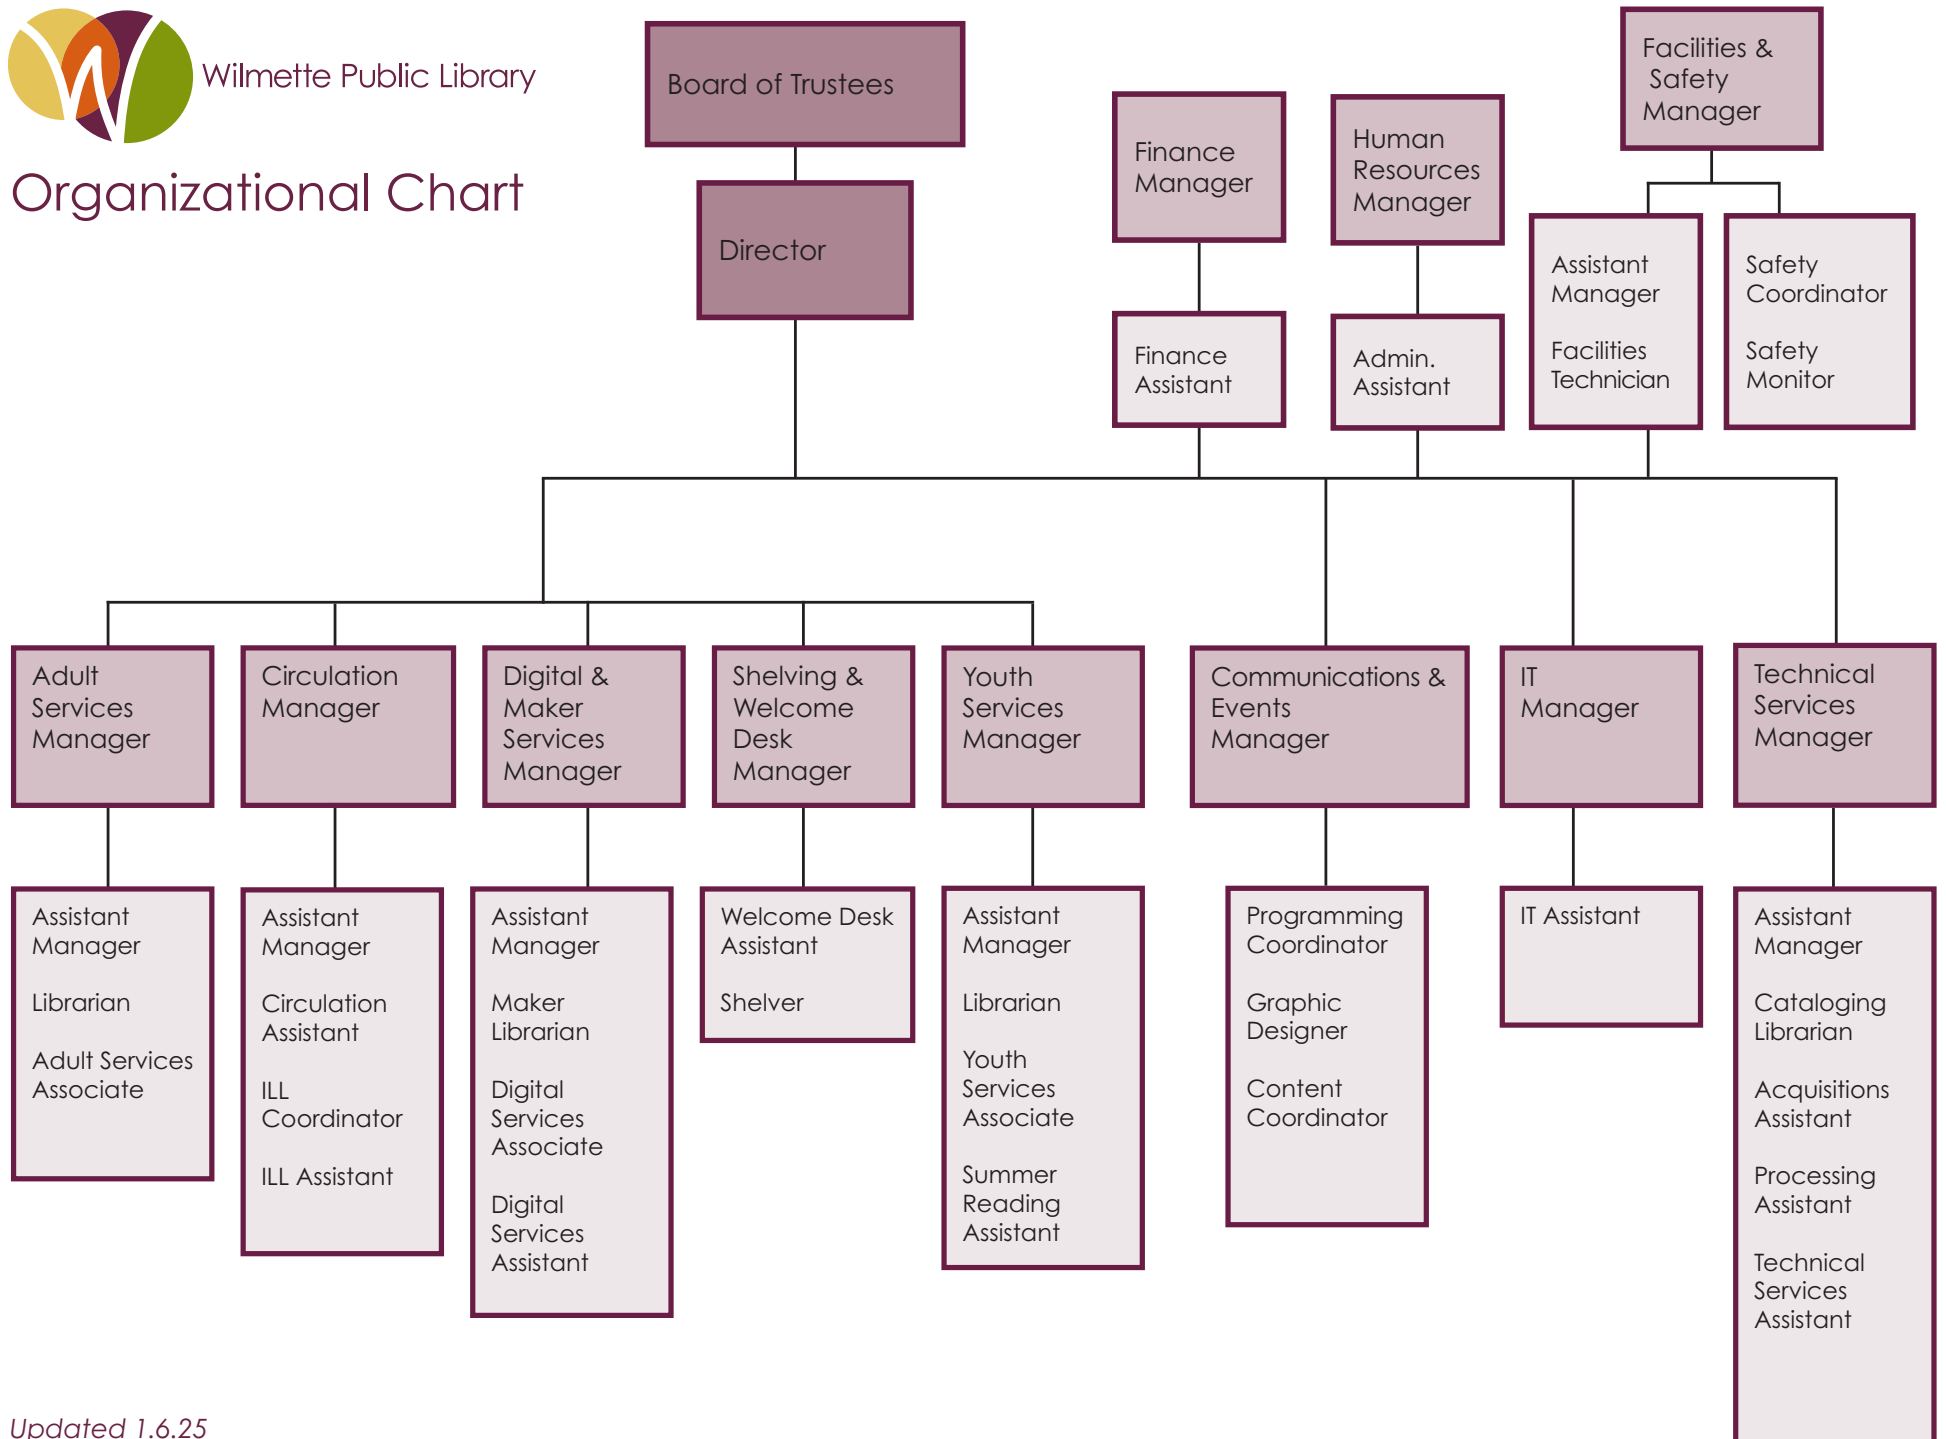 Wilmette Public Library
Organizational Chart
Board of Trustees
Director
Finance
Manager
Finance
Assistant
Human
Resources
Manager
Admin.
Assistant
Facilities &
Safety
Manager
Assistant
Manager
Facilities
Technician
Safety
Coordinator
Safety
Monitor
Adult
Services
Manager
Assistant
Manager
Librarian
Adult Services
Associate
Circulation
Manager
Assistant
Manager
Circulation
Assistant
ILL
Coordinator
ILL Assistant
Digital &
Maker
Services
Manager
Assistant
Manager
Maker
Librarian
Digital
Services
Associate
Digital
Services
Assistant
Shelving &
Welcome
Desk
Manager
Welcome Desk
Assistant
Shelver
Youth
Services
Manager
Assistant
Manager
Librarian
Youth
Services
Associate
Summer
Reading
Assistant
Communications &
Events
Manager
Programming
Coordinator
Graphic
Designer
Content
Coordinator
IT
Manager
IT Assistant
Technical
Services
Manager
Assistant
Manager
Cataloging
Librarian
Acquisitions
Assistant
Processing
Assistant
Technical
Services
Assistant
Updated 1.6.25